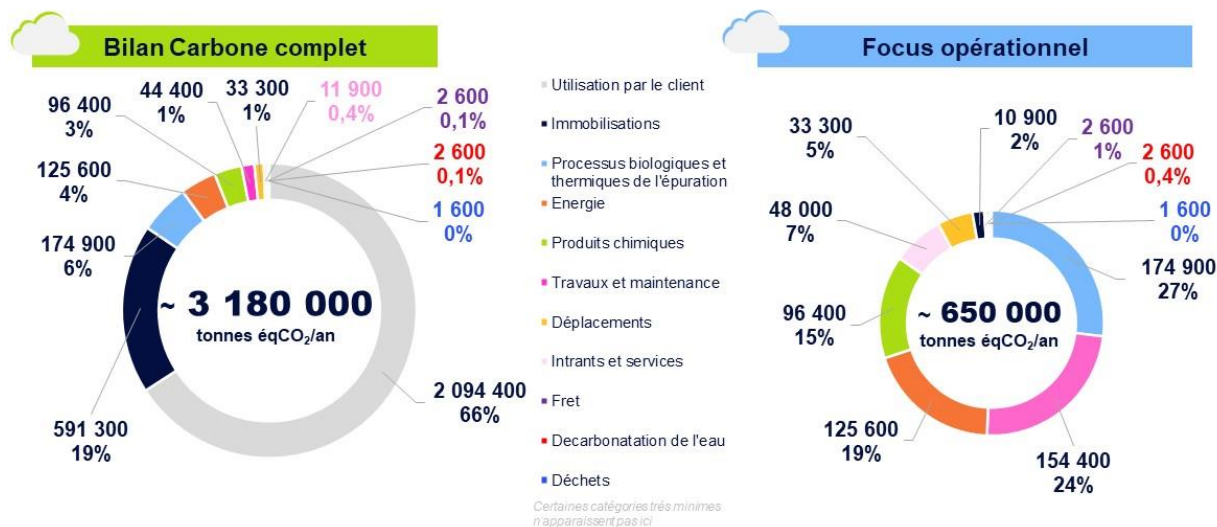 Bilan Carbone complet
44 400
1%
33 300
1%
11 900
0,4%
2 600
0,1%
2 600
0,1%
1 600
0%
96 400
3%
125 600
4%
174 900
6%
~ 3 180 000
tonnes éqCO₂/an
2 094 400
66%
591 300
19%
Utilisation par le client
Immobilisations
Processus biologiques et
thermiques de l'épuration
Energie
Produits chimiques
Travaux et maintenance
Déplacements
Intrants et services
Fret
Decarbonatation de l'eau
Déchets
Certaines catégories très minimes
n'apparaissent pas ici
Focus opérationnel
10 900
2%
2 600
1%
2 600
0,4%
1 600
0%
33 300
5%
48 000
7%
174 900
27%
96 400
15%
~ 650 000
tonnes éqCO₂/an
125 600
19%
154 400
24%